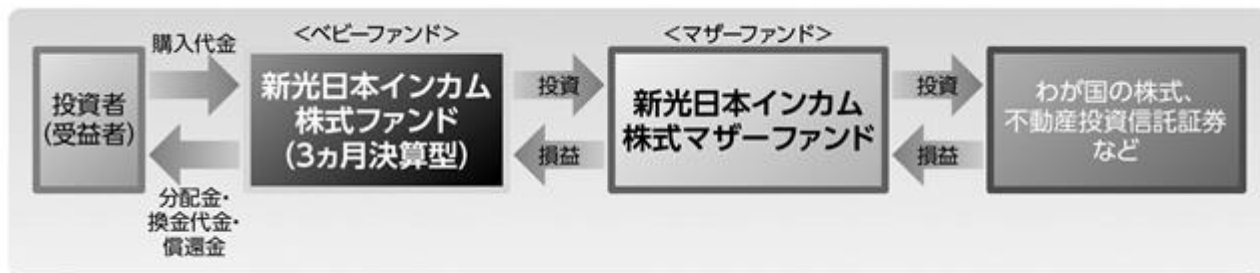 購入代金
<ベビーファンド>
<マザーファンド>
投資者
(受益者)
新光日本インカム
株式ファンド
(3ヵ月決算型)
投資
損益
新光日本インカム
株式マザーファンド
投資
損益
わが国の株式、
不動産投資信託証券
など
分配金・
換金代金・
償還金